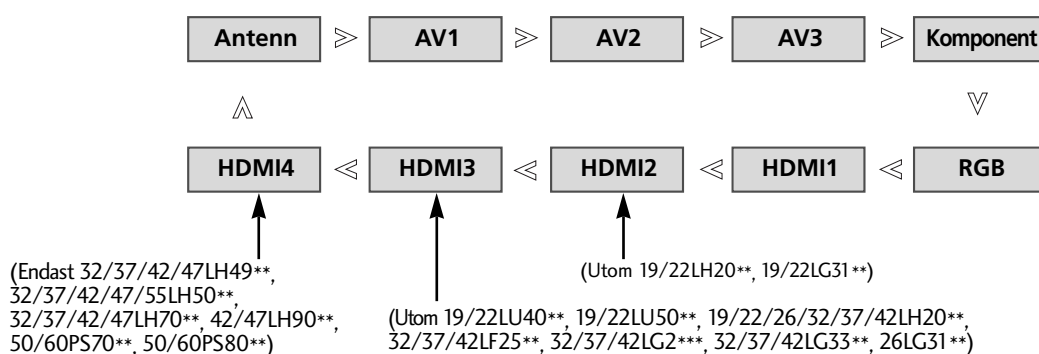 Antenn AV1 AV2 AV3 Komponent
HDMI4 HDMI3 HDMI2 HDMI1 RGB
(Endast 32/37/42/47LH49**,
32/37/42/47/55LH50**,
32/37/42/47LH70**, 42/47LH90**,
50/60PS70**, 50/60PS80**)
(Utom 19/22LU40**, 19/22LU50**, 19/22/26/32/37/42LH20**,
32/37/42LF25**, 32/37/42LG2***, 32/37/42LG33**, 26LG31**)
(Utom 19/22LH20**, 19/22LG31**)